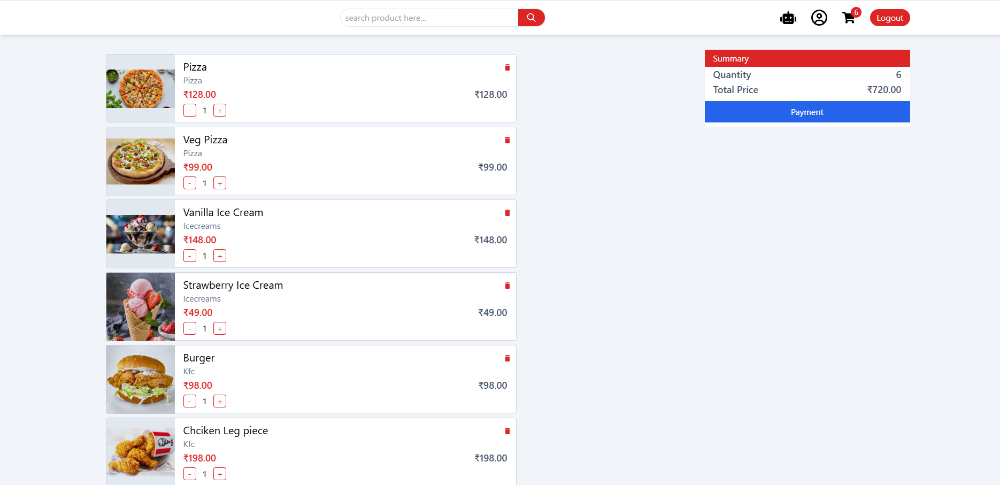 search product here...
6
Logout
Pizza
Pizza
₹128.00
₹128.00
- 1 +
Veg Pizza
Pizza
₹99.00
₹99.00
- 1 +
Vanilla Ice Cream
Icecreams
₹148.00
₹148.00
- 1 +
Strawberry Ice Cream
Icecreams
₹49.00
₹49.00
- 1 +
Burger
Kfc
₹98.00
₹98.00
- 1 +
Chciken Leg piece
Kfc
₹198.00
₹198.00
- 1 +
KFC
Summary
Quantity 6
Total Price ₹720.00
Payment